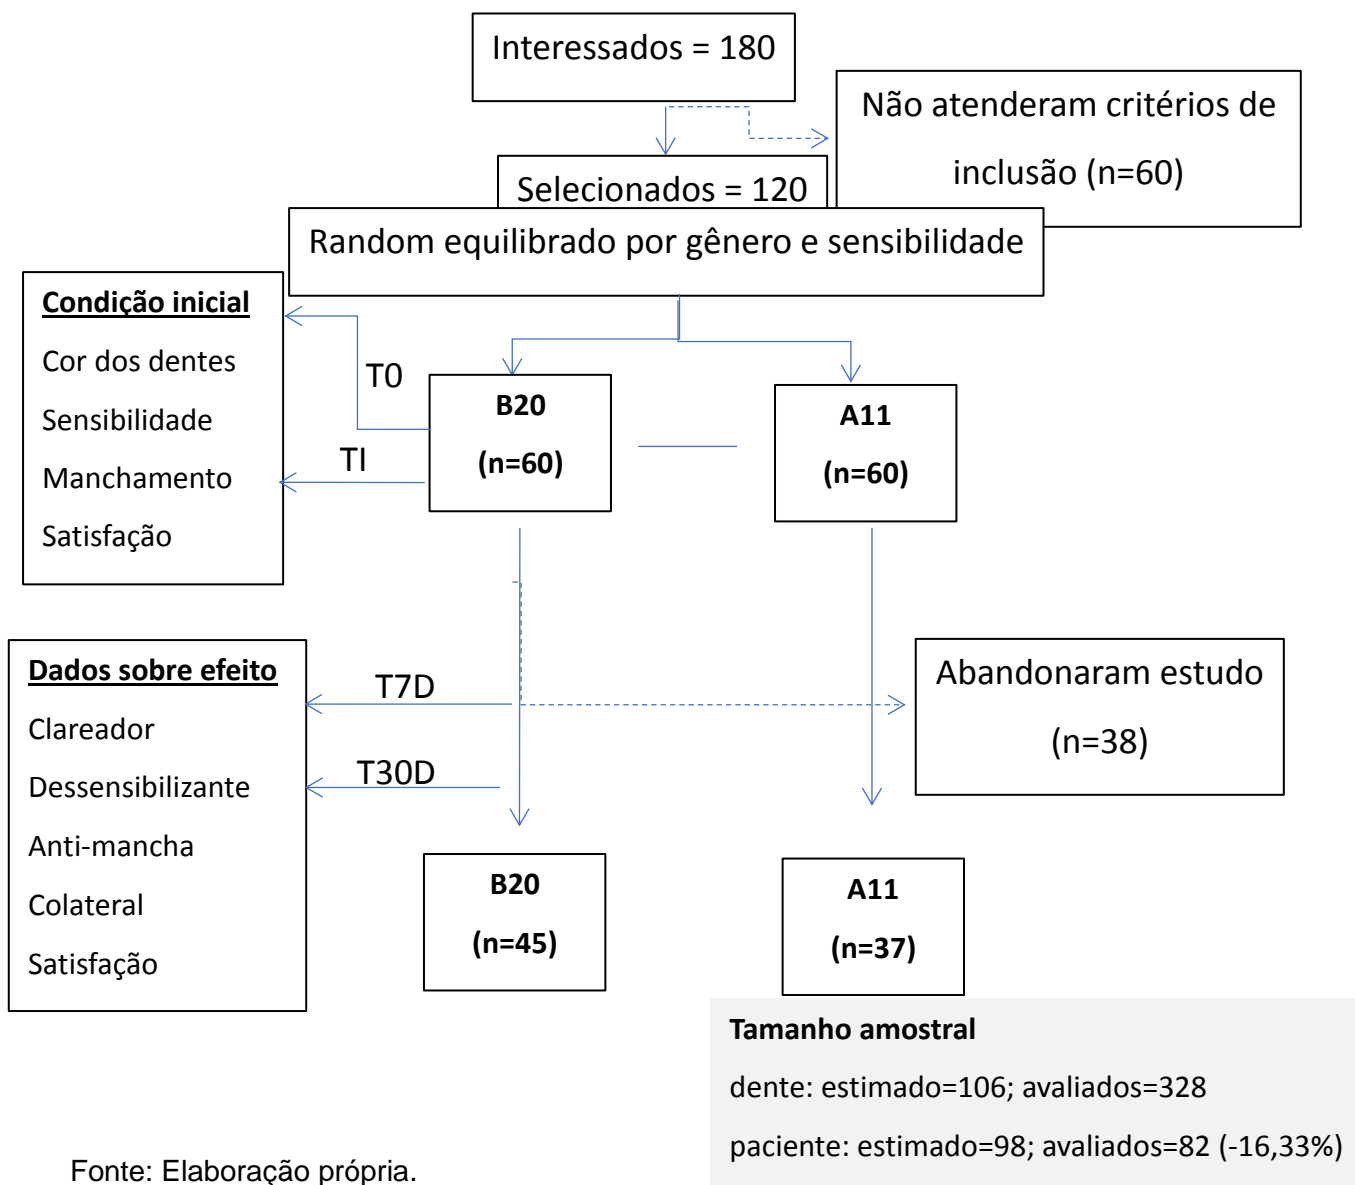 Interessados = 180
Não atenderam critérios de
inclusão (n=60)
Selecionados = 120
Random equilibrado por gênero e sensibilidade
Condição inicial
Cor dos dentes
Sensibilidade
Manchamento
Satisfação
T0
TI
B20
(n=60)
A11
(n=60)
Dados sobre efeito
Clareador
Dessensibilizante
Anti-mancha
Colateral
Satisfação
T7D
T30D
Abandonaram estudo
(n=38)
B20
(n=45)
A11
(n=37)
Tamanho amostral
dente: estimado=106; avaliados=328
paciente: estimado=98; avaliados=82 (-16,33%)
Fonte: Elaboração própria.